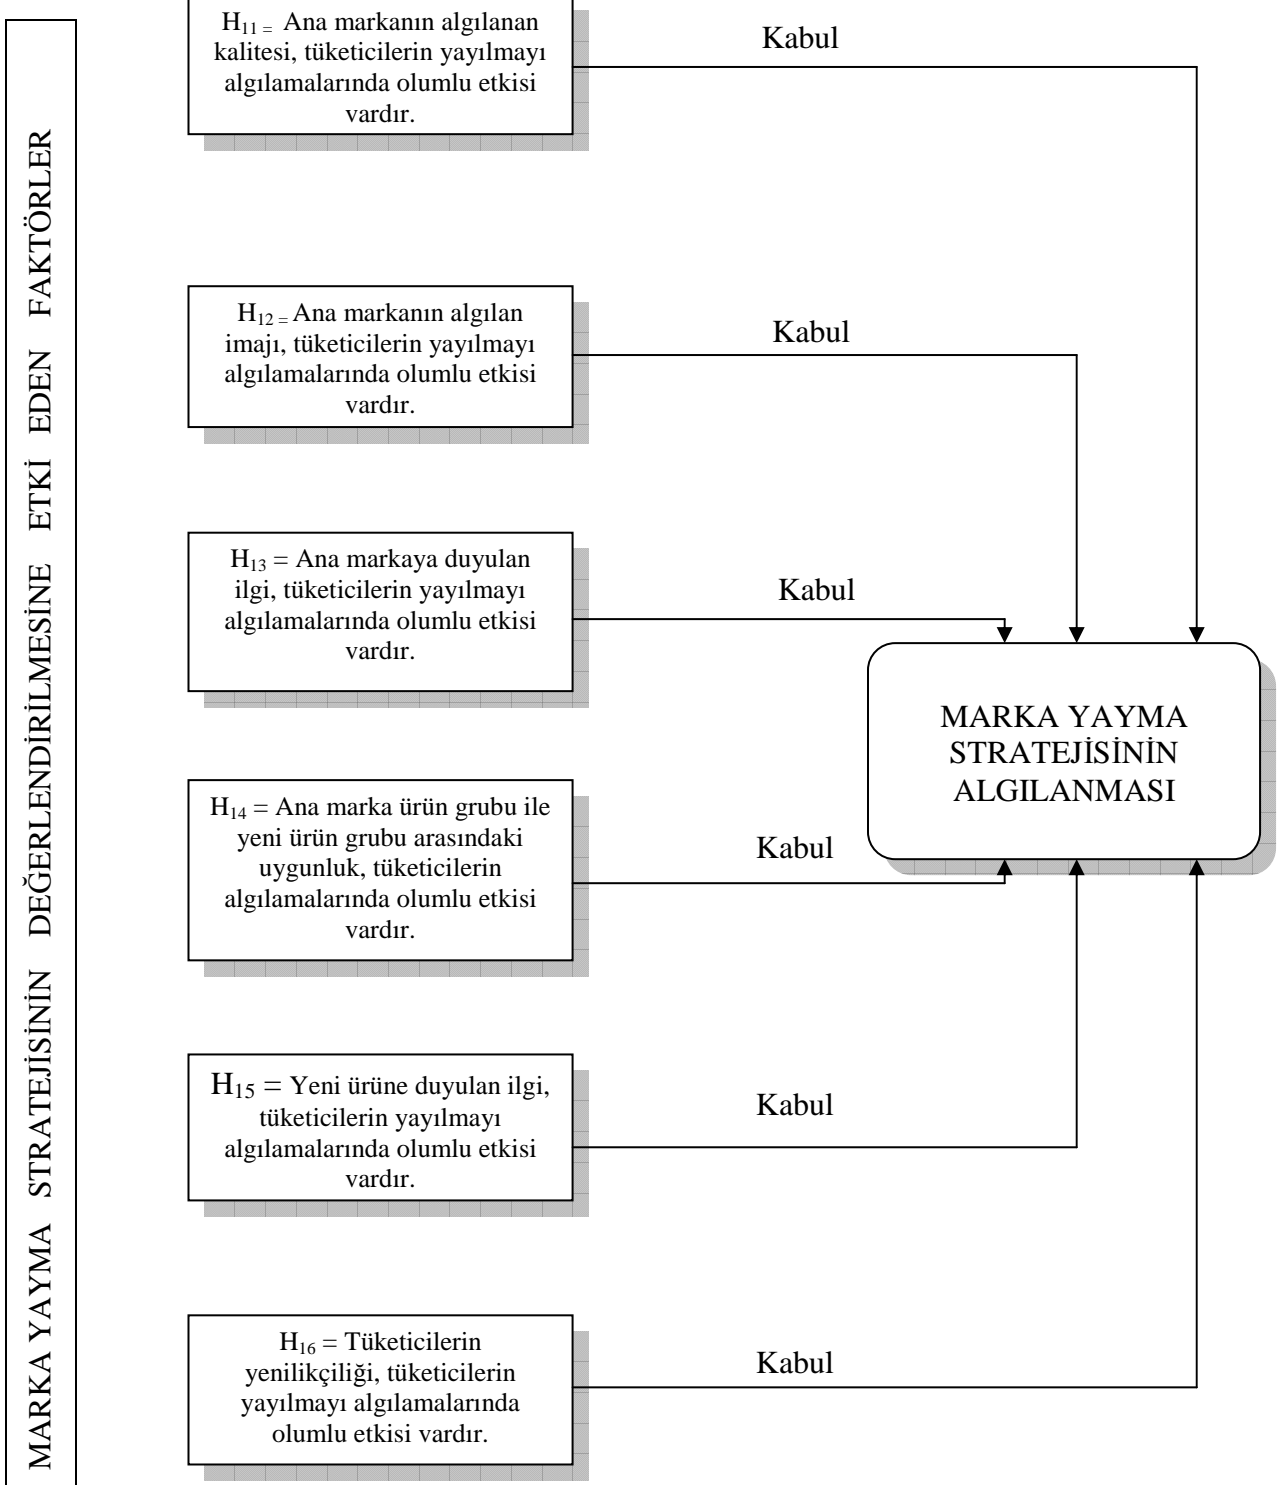 MARKA YAYMA STRATEJİSİNİN DEĞERLENDİRİLMESİNE ETKİ EDEN FAKTÖRLER
H11 = Ana markanın algılanan
kalitesi, tüketicilerin yayılmayı
algılamalarında olumlu etkisi
vardır.
Kabul
H12 = Ana markanın algılan
imajı, tüketicilerin yayılmayı
algılamalarında olumlu etkisi
vardır.
Kabul
H13 = Ana markaya duyulan
ilgi, tüketicilerin yayılmayı
algılamalarında olumlu etkisi
vardır.
Kabul
MARKA YAYMA
STRATEJİSİNİN
ALGILANMASI
H14 = Ana marka ürün grubu ile
yeni ürün grubu arasındaki
uygunluk, tüketicilerin
algılamalarında olumlu etkisi
vardır.
Kabul
H15 = Yeni ürüne duyulan ilgi,
tüketicilerin yayılmayı
algılamalarında olumlu etkisi
vardır.
Kabul
H16 = Tüketicilerin
yenilikçiliği, tüketicilerin
yayılmayı algılamalarında
olumlu etkisi vardır.
Kabul